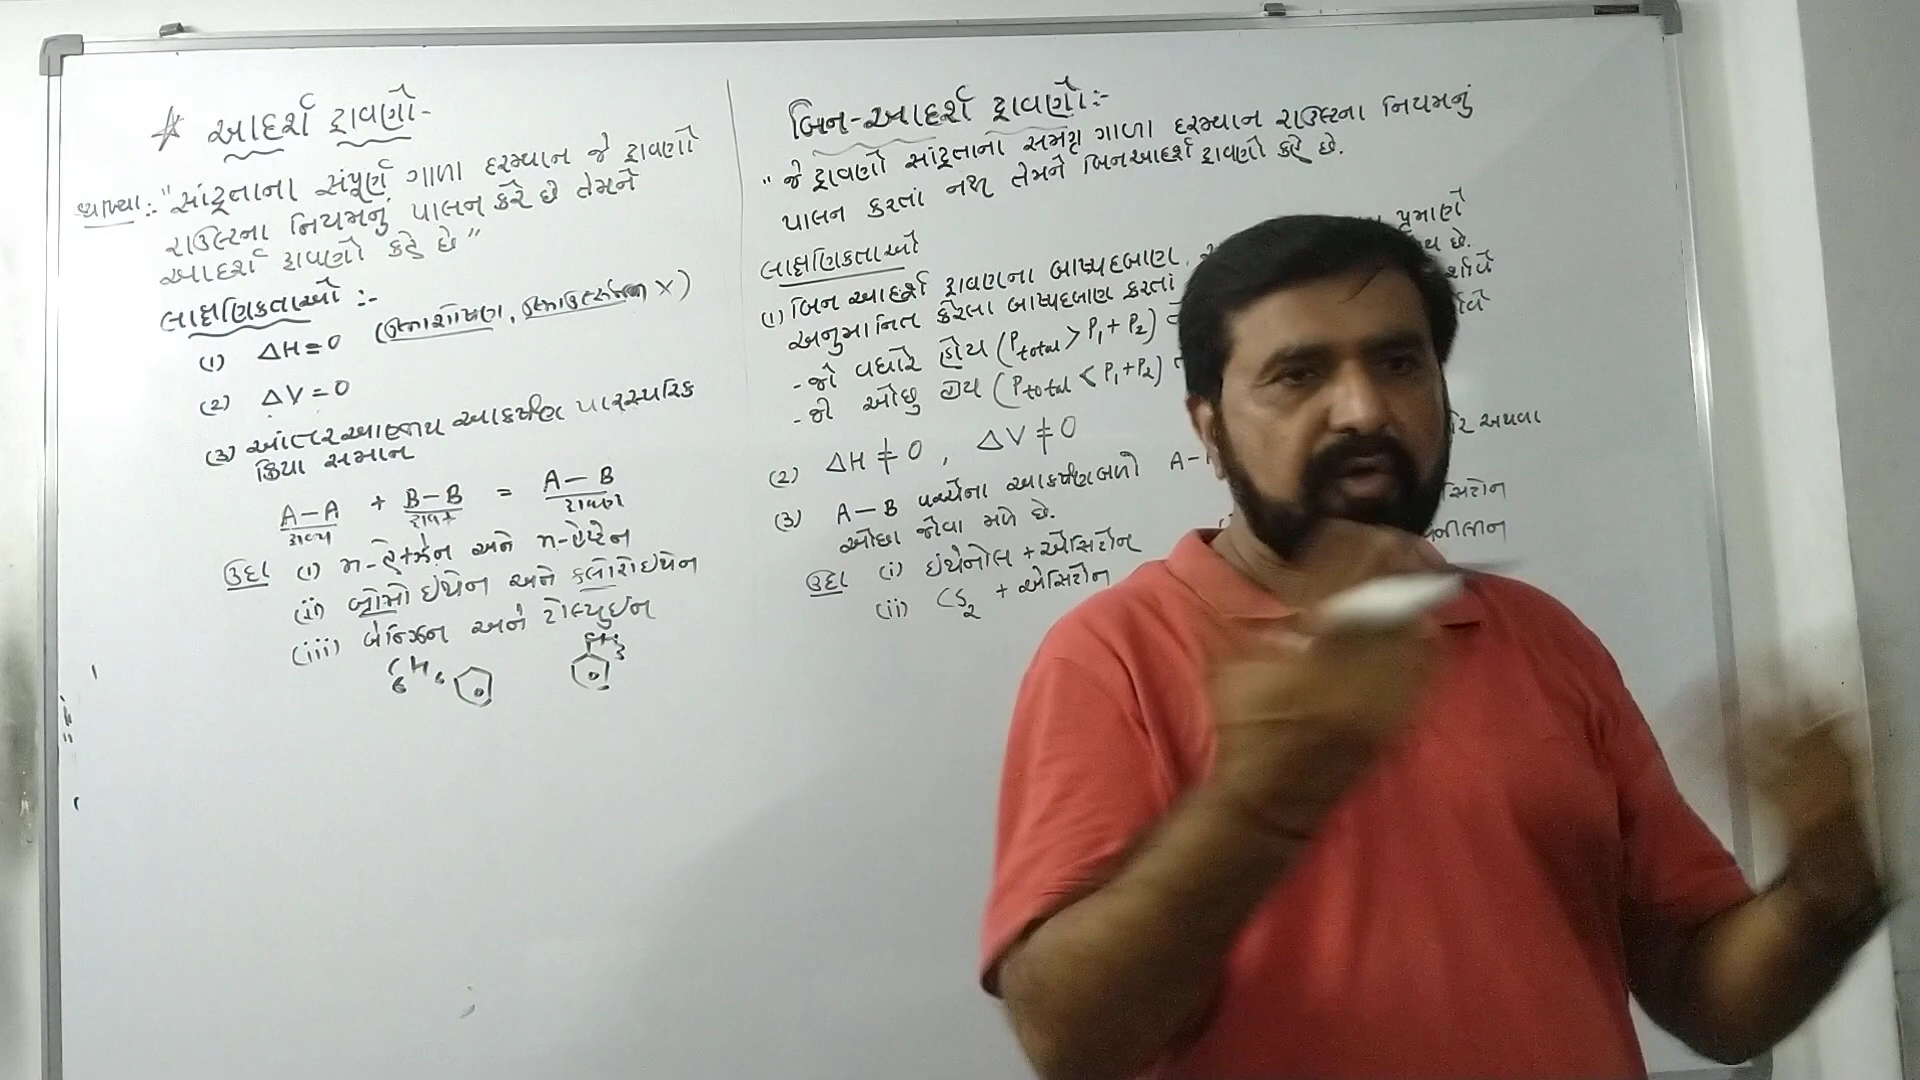 આદર્શ દ્રાવણો-
વ્યાખ્યા:- "સાંદ્રતાના સંપૂર્ણ ગાળા દરમ્યાન જે દ્રાવણો
રાઉલ્ટના નિયમનું પાલન કરે છે તેમને
આદર્શ દ્રાવણો કહે છે"
લાક્ષણિકતાઓ :-
(1) ΔH = 0 (ઉષ્માશોષણ, ઉષ્માઉત્સર્જન X)
(2) ΔV = 0
(3) આંતરઆણ્વીય આકર્ષણ પારસ્પરિક
ક્રિયા સમાન
A-A + B-B = A-B
દ્રાવ્ય દ્રાવક દ્રાવણ
ઉદા (i) n-હેક્ઝેન અને n-હેપ્ટેન
(ii) બ્રોમો ઇથેન અને ક્લોરોઇથેન
(iii) બેન્ઝિન અને ટોલ્યુઇન
C6H6 CH3
બિન-આદર્શ દ્રાવણો:-
"જે દ્રાવણો સાંદ્રતાના સમગ્ર ગાળા દરમ્યાન રાઉલ્ટના નિયમનું
પાલન કરતાં નથી તેમને બિનઆદર્શ દ્રાવણો કહે છે.
લાક્ષણિકતાઓ
(1) બિન આદર્શ દ્રાવણના બાષ્પદબાણ પ્રમાણે
અનુમાનિત કરેલા બાષ્પદબાણ કરતાં છે.
-જો વધારે હોય (Ptotal > P1 + P2)
-જો ઓછુ હોય (Ptotal < P1 + P2)
(2) ΔH ≠ 0 , ΔV ≠ 0
(3) A-B વચ્ચેના આકર્ષણબળો A- અથવા
ઓછા જોવા મળે છે.
ઉદા (i) ઇથેનોલ + એસિટોન
(ii) CS2 + એસિટોન